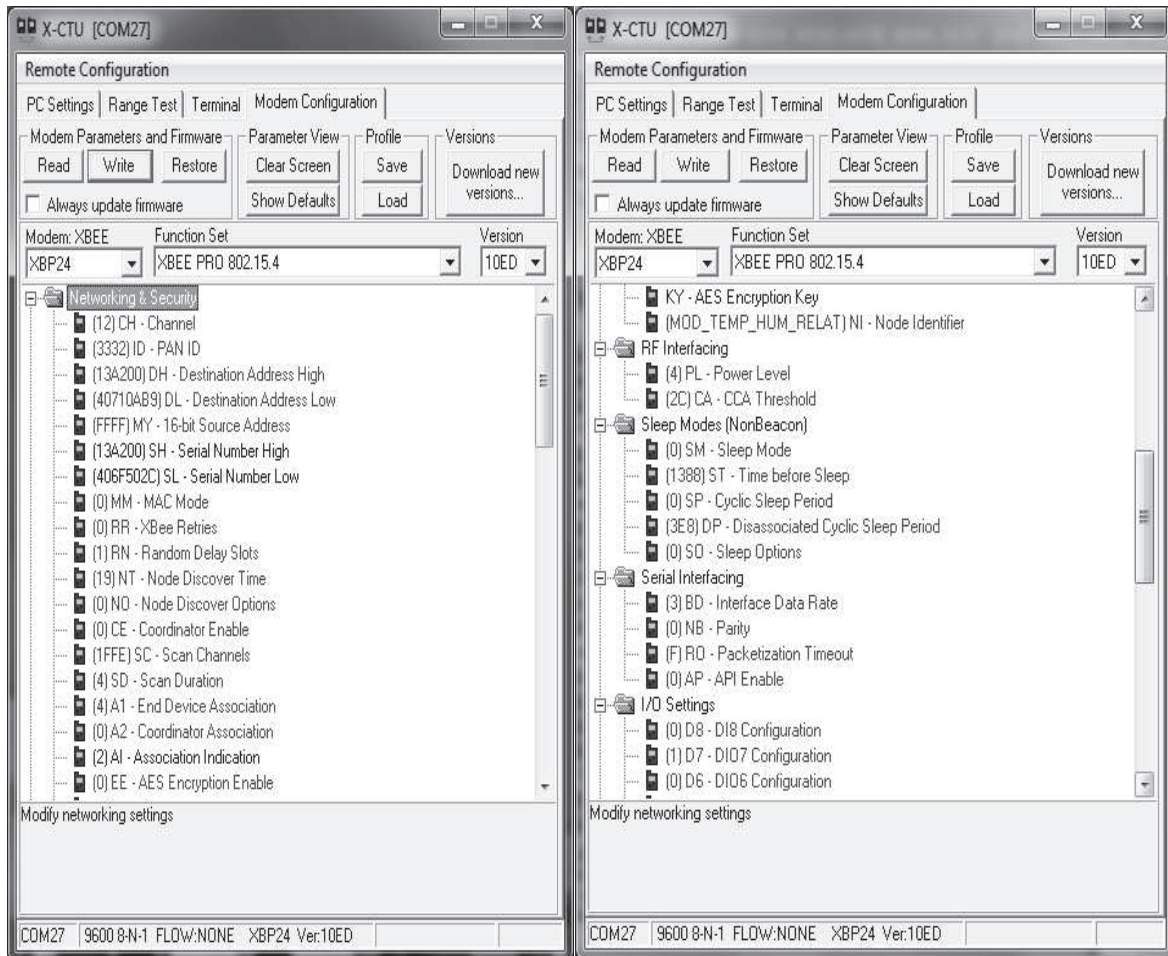 X-CTU [COM27]
Remote Configuration
PC Settings Range Test Terminal Modem Configuration
Modem Parameters and Firmware Parameter View Profile Versions
Read Write Restore Clear Screen Save Download new
versions...
Always update firmware Show Defaults Load
Modem: XBEE Function Set Version
XBP24 XBEE PRO 802.15.4 10ED
Networking & Security
(12) CH - Channel
(3332) ID - PAN ID
(13A200) DH - Destination Address High
(40710AB9) DL - Destination Address Low
(FFFF) MY - 16-bit Source Address
(13A200) SH - Serial Number High
(406F502C) SL - Serial Number Low
(0) MM - MAC Mode
(0) RR - XBee Retries
(1) RN - Random Delay Slots
(19) NT - Node Discover Time
(0) NO - Node Discover Options
(0) CE - Coordinator Enable
(1FFE) SC - Scan Channels
(4) SD - Scan Duration
(4) A1 - End Device Association
(0) A2 - Coordinator Association
(2) AI - Association Indication
(0) EE - AES Encryption Enable
Modify networking settings
COM27 9600 8-N-1 FLOW:NONE XBP24 Ver:10ED
X-CTU [COM27]
Remote Configuration
PC Settings Range Test Terminal Modem Configuration
Modem Parameters and Firmware Parameter View Profile Versions
Read Write Restore Clear Screen Save Download new
versions...
Always update firmware Show Defaults Load
Modem: XBEE Function Set Version
XBP24 XBEE PRO 802.15.4 10ED
KY - AES Encryption Key
(MOD_TEMP_HUM_RELAT) NI - Node Identifier
RF Interfacing
(4) PL - Power Level
(2C) CA - CCA Threshold
Sleep Modes (NonBeacon)
(0) SM - Sleep Mode
(1388) ST - Time before Sleep
(0) SP - Cyclic Sleep Period
(3E8) DP - Disassociated Cyclic Sleep Period
(0) SO - Sleep Options
Serial Interfacing
(3) BD - Interface Data Rate
(0) NB - Parity
(F) RO - Packetization Timeout
(0) AP - API Enable
I/O Settings
(0) D8 - DI8 Configuration
(1) D7 - DIO7 Configuration
(0) D6 - DIO6 Configuration
Modify networking settings
COM27 9600 8-N-1 FLOW:NONE XBP24 Ver:10ED